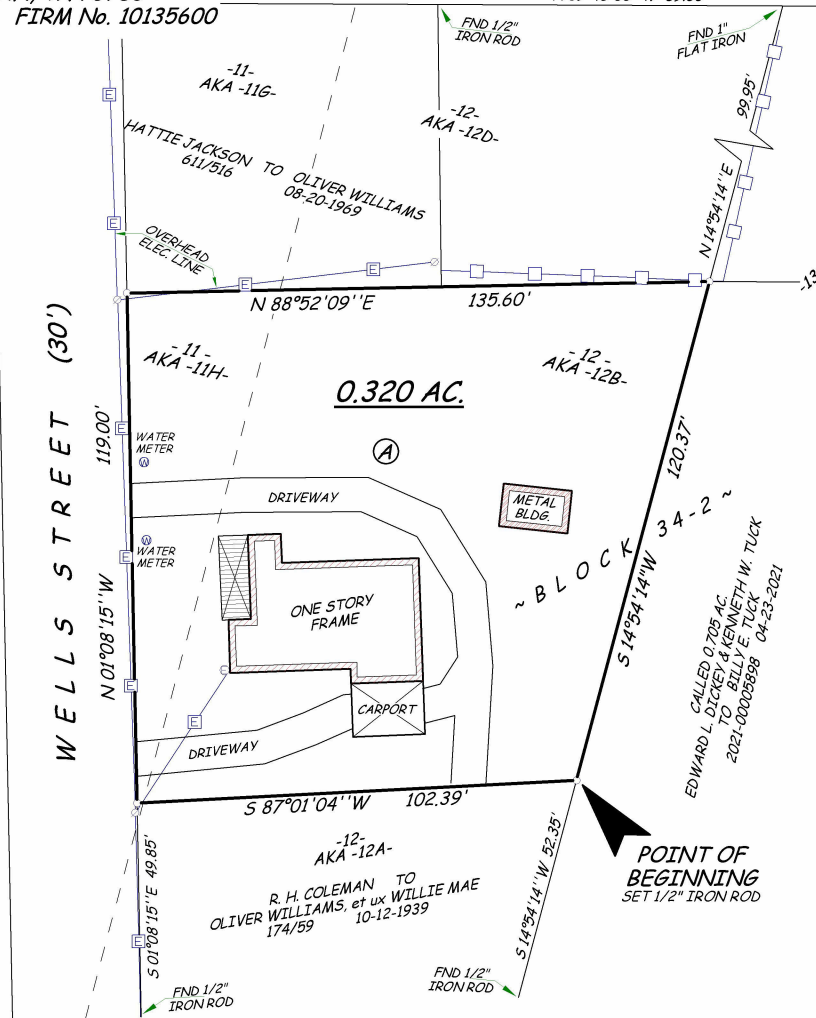 FIRM No. 10135600
FND 1/2"
IRON ROD
FND 1"
FLAT IRON
-11-
AKA -11G-
-12-
AKA -12D-
99.95'
N 14°54'14''E
HATTIE JACKSON TO OLIVER WILLIAMS
611/516
08-20-1969
OVERHEAD
ELEC. LINE
E
E
E
E
N 88°52'09''E 135.60'
-13
WELLS STREET (30')
- 11 -
AKA -11H-
- 12 -
AKA -12B-
0.320 AC.
A
119.00'
N 01°08'15''W
E
WATER
METER
W
DRIVEWAY
METAL
BLDG.
120.37'
S 14°54'14''W
~BLOCK 34-2~
W
WATER
METER
E
ONE STORY
FRAME
E
E
E
CARPORT
DRIVEWAY
CALLED 0.705 AC.
EDWARD L. DICKEY & KENNETH W. TUCK
TO BILLY E. TUCK
2021-00005898 04-23-2021
S 87°01'04''W 102.39'
POINT OF
BEGINNING
SET 1/2" IRON ROD
-12-
AKA -12A-
R. H. COLEMAN TO
OLIVER WILLIAMS, et ux WILLIE MAE
174/59 10-12-1939
S 01°08'15''E 49.85'
E
S 14°54'14''W 52.35'
FND 1/2"
IRON ROD
FND 1/2"
IRON ROD